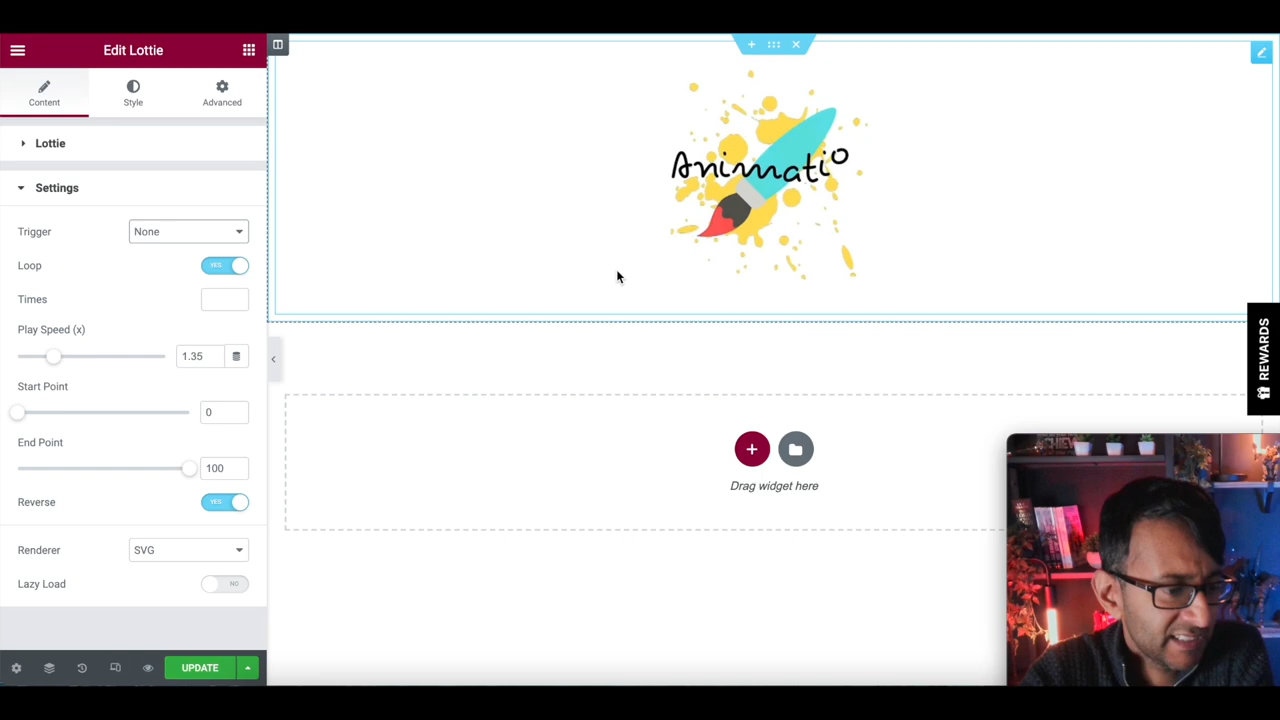 Edit Lottie
Content
Style
Advanced
Lottie
Settings
Trigger
None
Loop
YES
Times
Play Speed (x)
1.35
Start Point
0
End Point
100
Reverse
YES
Renderer
SVG
Lazy Load
NO
UPDATE
Animatio
Drag widget here
REWARDS